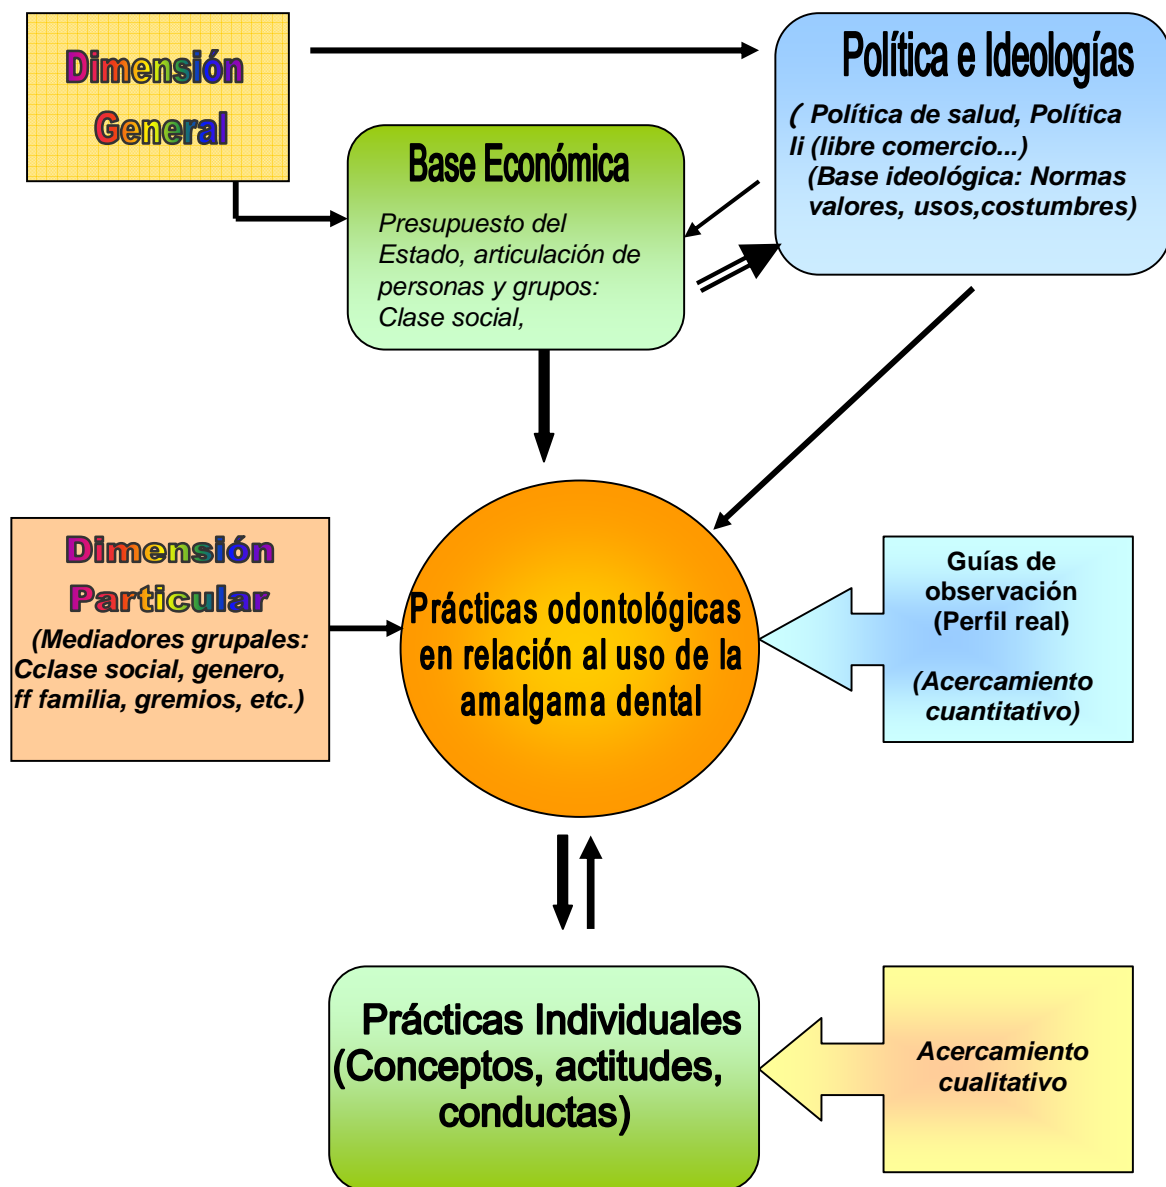 Dimensión
General
Política e Ideologías
( Política de salud, Política
li (libre comercio...)
(Base ideológica: Normas
valores, usos,costumbres)
Base Económica
Presupuesto del
Estado, articulación de
personas y grupos:
Clase social,
Dimensión
Particular
(Mediadores grupales:
Cclase social, genero,
ff familia, gremios, etc.)
Prácticas odontológicas
en relación al uso de la
amalgama dental
Guías de
observación
(Perfil real)
(Acercamiento
cuantitativo)
Prácticas Individuales
(Conceptos, actitudes,
conductas)
Acercamiento
cualitativo